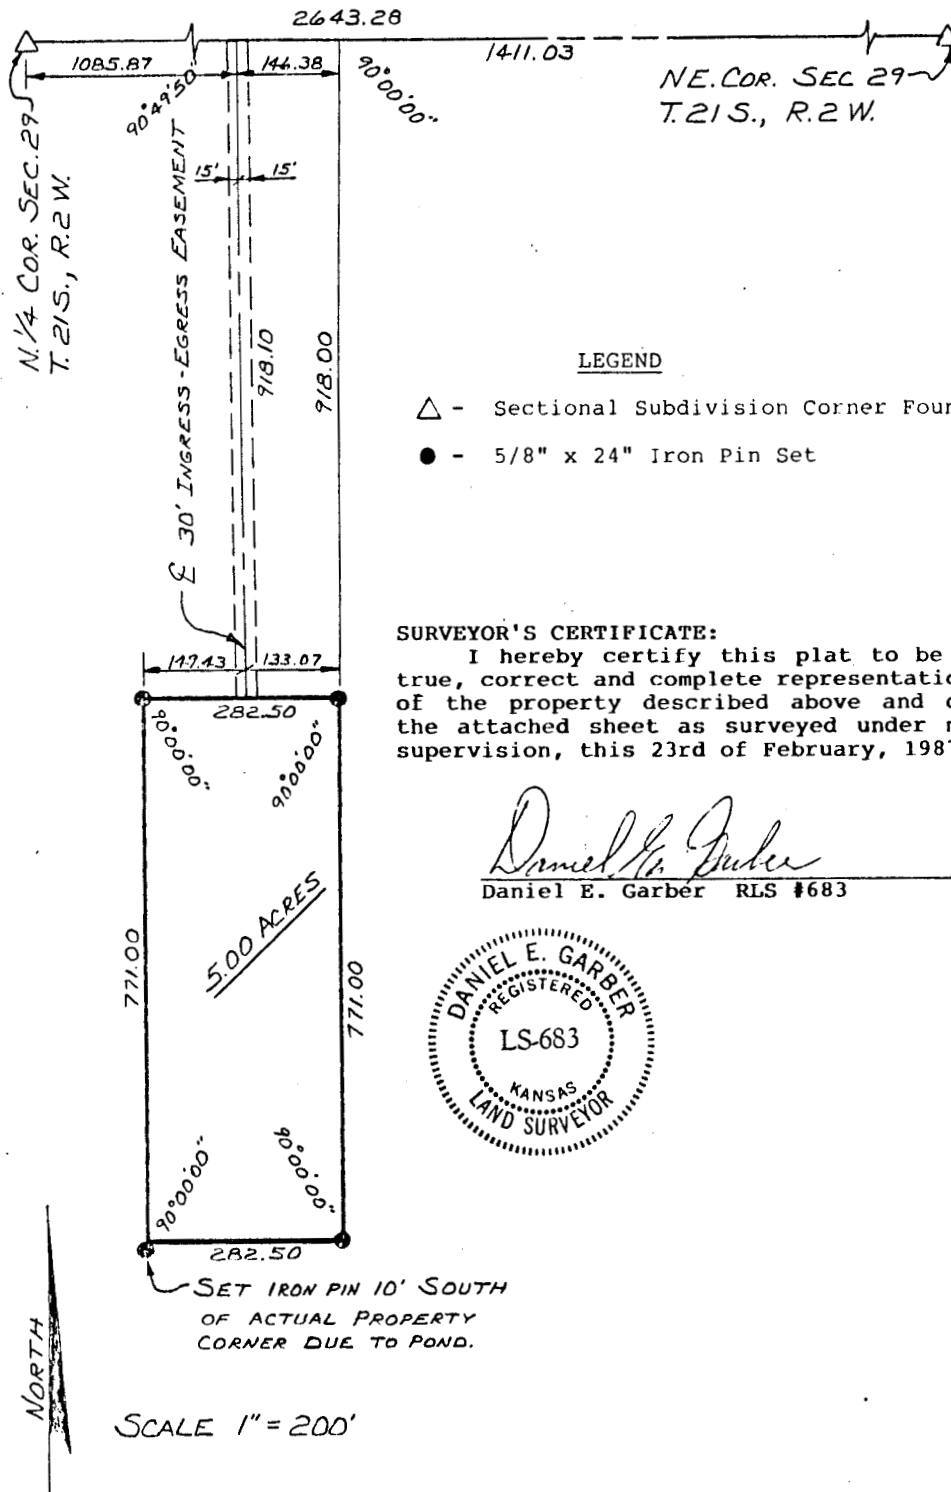 2643.28
1085.87
146.38
1411.03
90°49'50"
90°00'00"
NE. COR. SEC 29
T. 21 S., R. 2 W.
N. 1/4 COR. SEC. 29
T. 21 S., R. 2 W.
15'
15'
℄ 30' INGRESS-EGRESS EASEMENT
918.10
918.00
LEGEND
△ - Sectional Subdivision Corner Foun
● - 5/8" x 24" Iron Pin Set
SURVEYOR'S CERTIFICATE:
I hereby certify this plat to be
true, correct and complete representatio
of the property described above and
the attached sheet as surveyed under
supervision, this 23rd of February, 198
149.43
133.07
282.50
90°00'00"
90°00'00"
5.00 ACRES
771.00
771.00
90°00'00"
90°00'00"
282.50
Daniel E. Garber
Daniel E. Garber RLS #683
DANIEL E. GARBER
REGISTERED
LS-683
KANSAS
LAND SURVEYOR
SET IRON PIN 10' SOUTH
OF ACTUAL PROPERTY
CORNER DUE TO POND.
NORTH
SCALE 1" = 200'